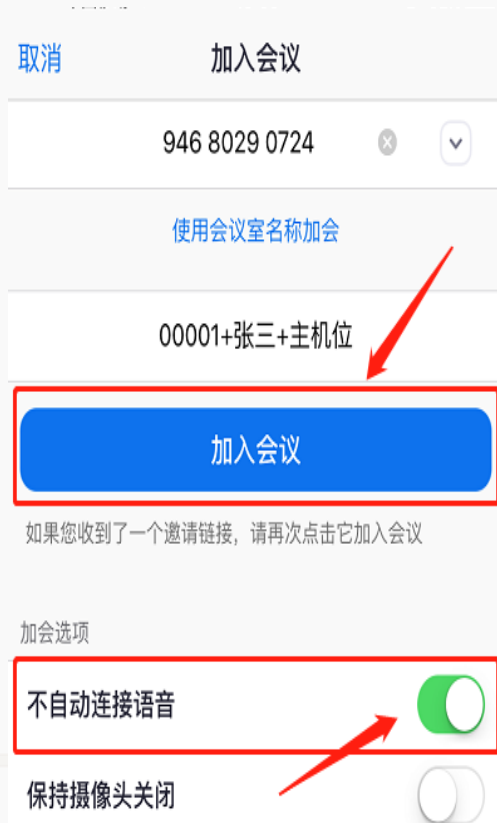 取消
加入会议
946 8029 0724
使用会议室名称加会
00001+张三+主机位
加入会议
如果您收到了一个邀请链接，请再次点击它加入会议
加会选项
不自动连接语音
保持摄像头关闭